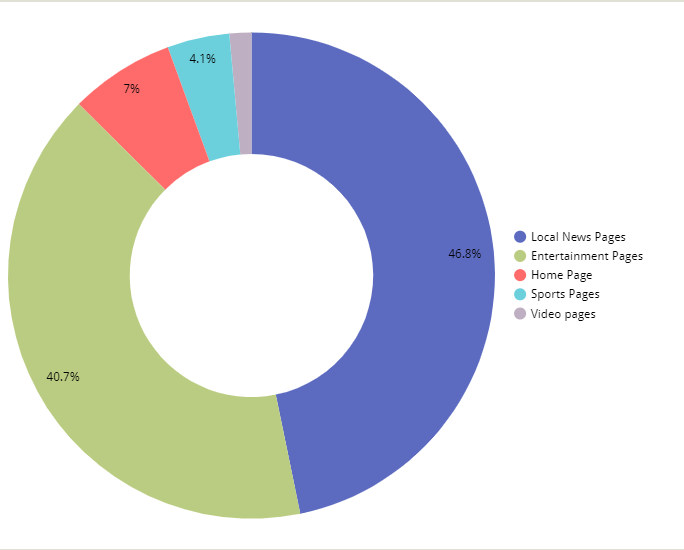 4.1%
7%
46.8%
40.7%
Local News Pages
Entertainment Pages
Home Page
Sports Pages
Video pages